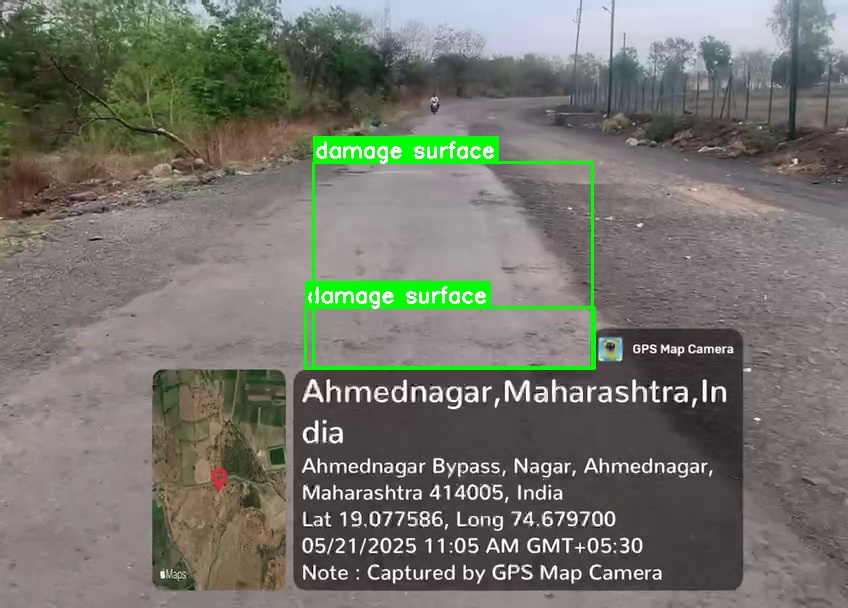 damage surface
damage surface
GPS Map Camera
Ahmednagar,Maharashtra,In
dia
Ahmednagar Bypass, Nagar, Ahmednagar,
Maharashtra 414005, India
Lat 19.077586, Long 74.679700
05/21/2025 11:05 AM GMT+05:30
Note : Captured by GPS Map Camera
Maps